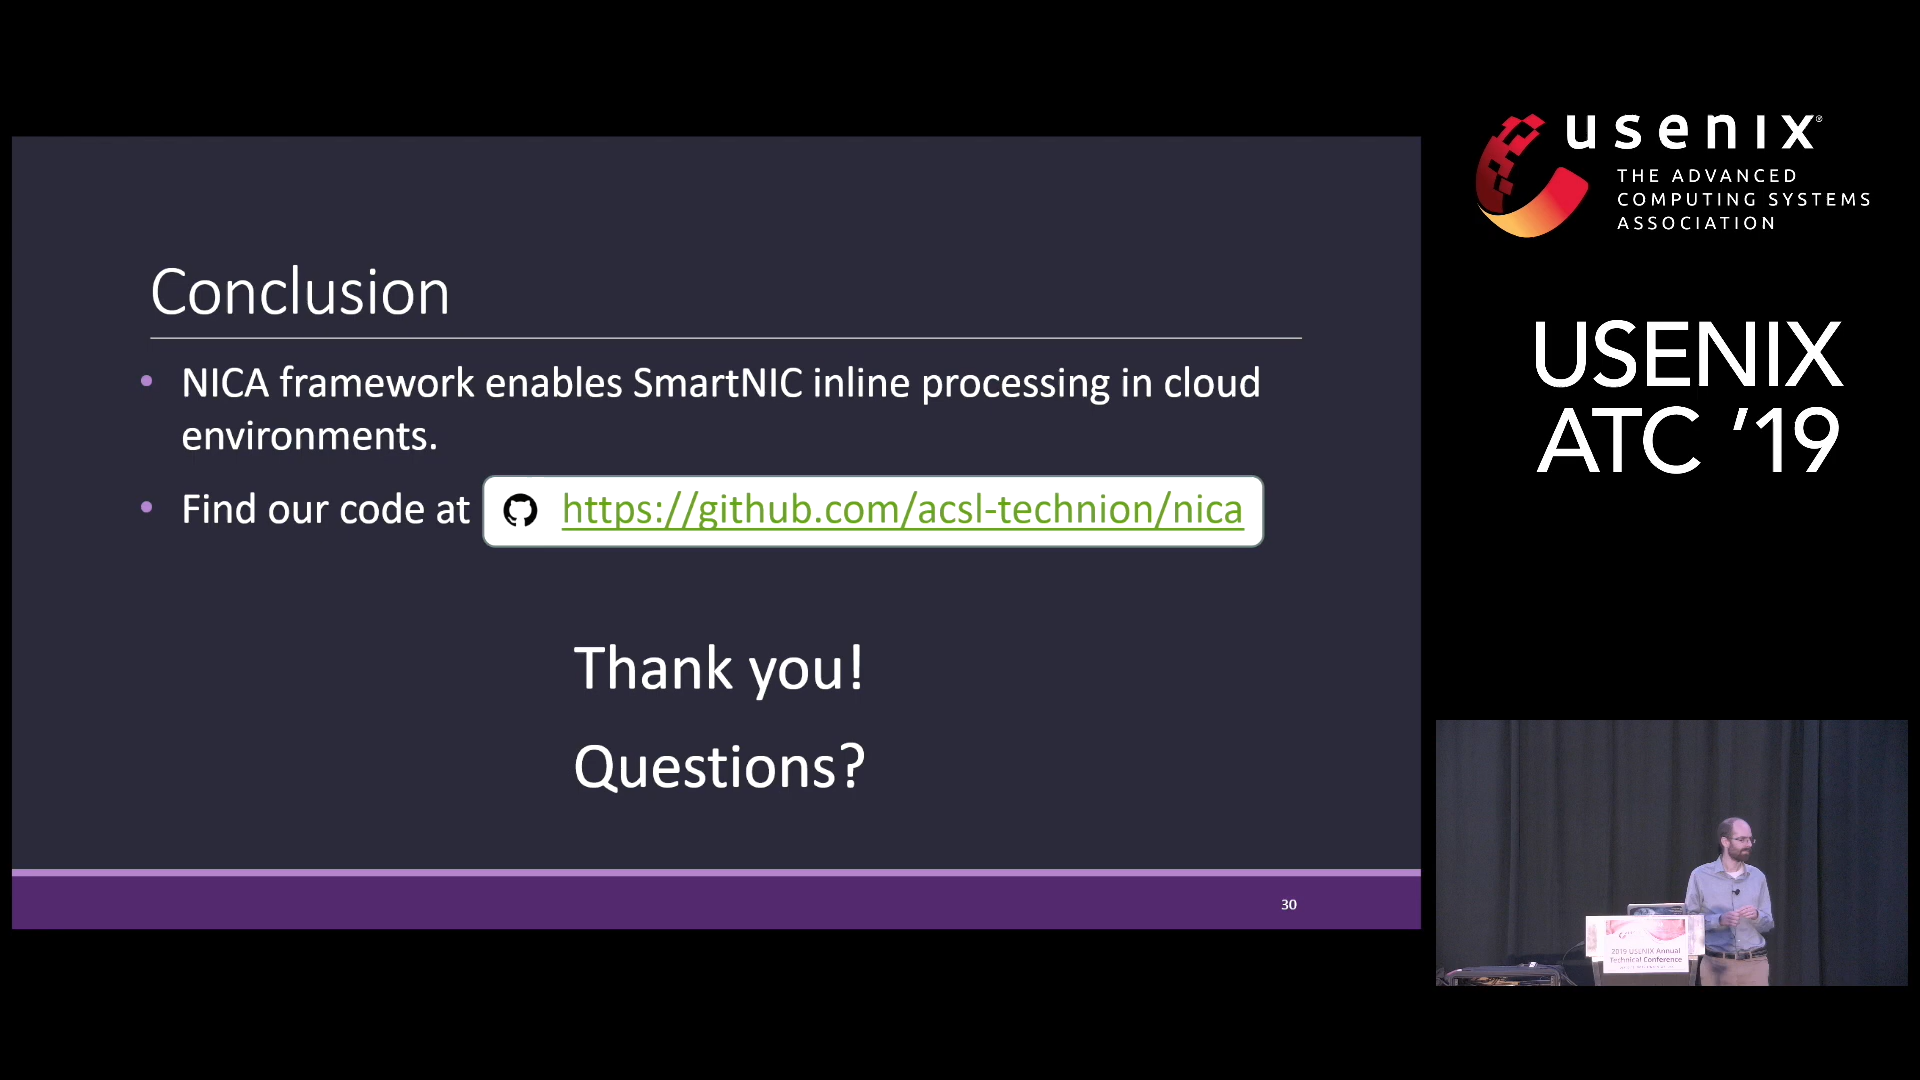 Conclusion
• NICA framework enables SmartNIC inline processing in cloud
environments.
• Find our code at https://github.com/acsl-technion/nica
Thank you!
Questions?
30
usenix®
THE ADVANCED
COMPUTING SYSTEMS
ASSOCIATION
USENIX
ATC ’19
2019 USENIX Annual
Technical Conference